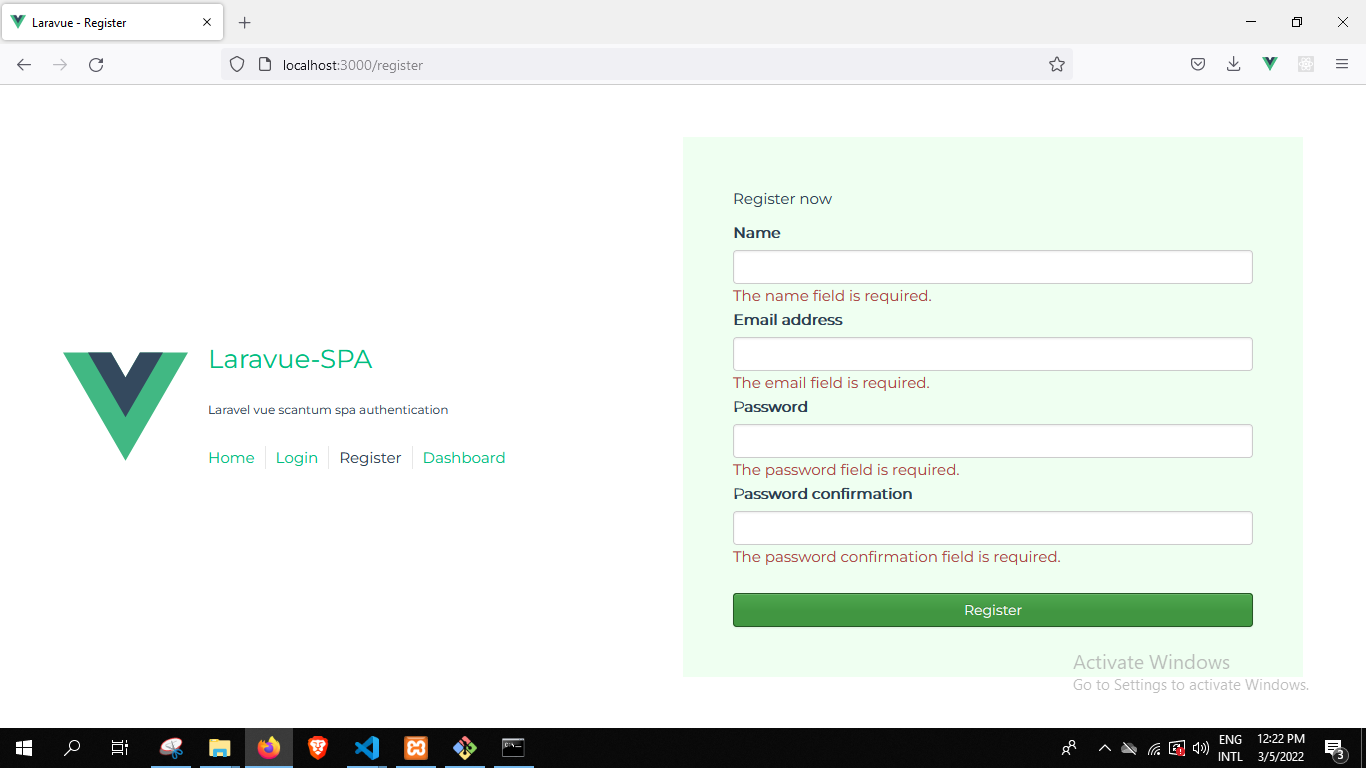 Laravue - Register
localhost:3000/register
Laravue-SPA
Laravel vue scantum spa authentication
Home Login Register Dashboard
Register now
Name
The name field is required.
Email address
The email field is required.
Password
The password field is required.
Password confirmation
The password confirmation field is required.
Register
Activate Windows
Go to Settings to activate Windows.
ENG
INTL
12:22 PM
3/5/2022
3